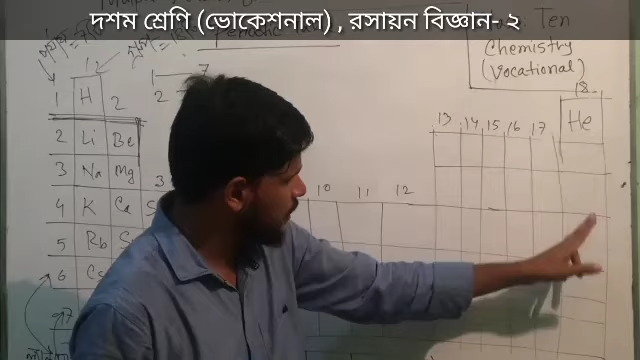 দশম শ্রেণি (ভোকেশনাল) , রসায়ন বিজ্ঞান- ২
Ten
Chemistry
(Vocational)
Periodic
1 7
2
18
1 H 2
He
13 14 15 16 17
2 Li Be
3 Na Mg 3
10 11 12
4 K Ca S
5 Rb S
6 Cs
7